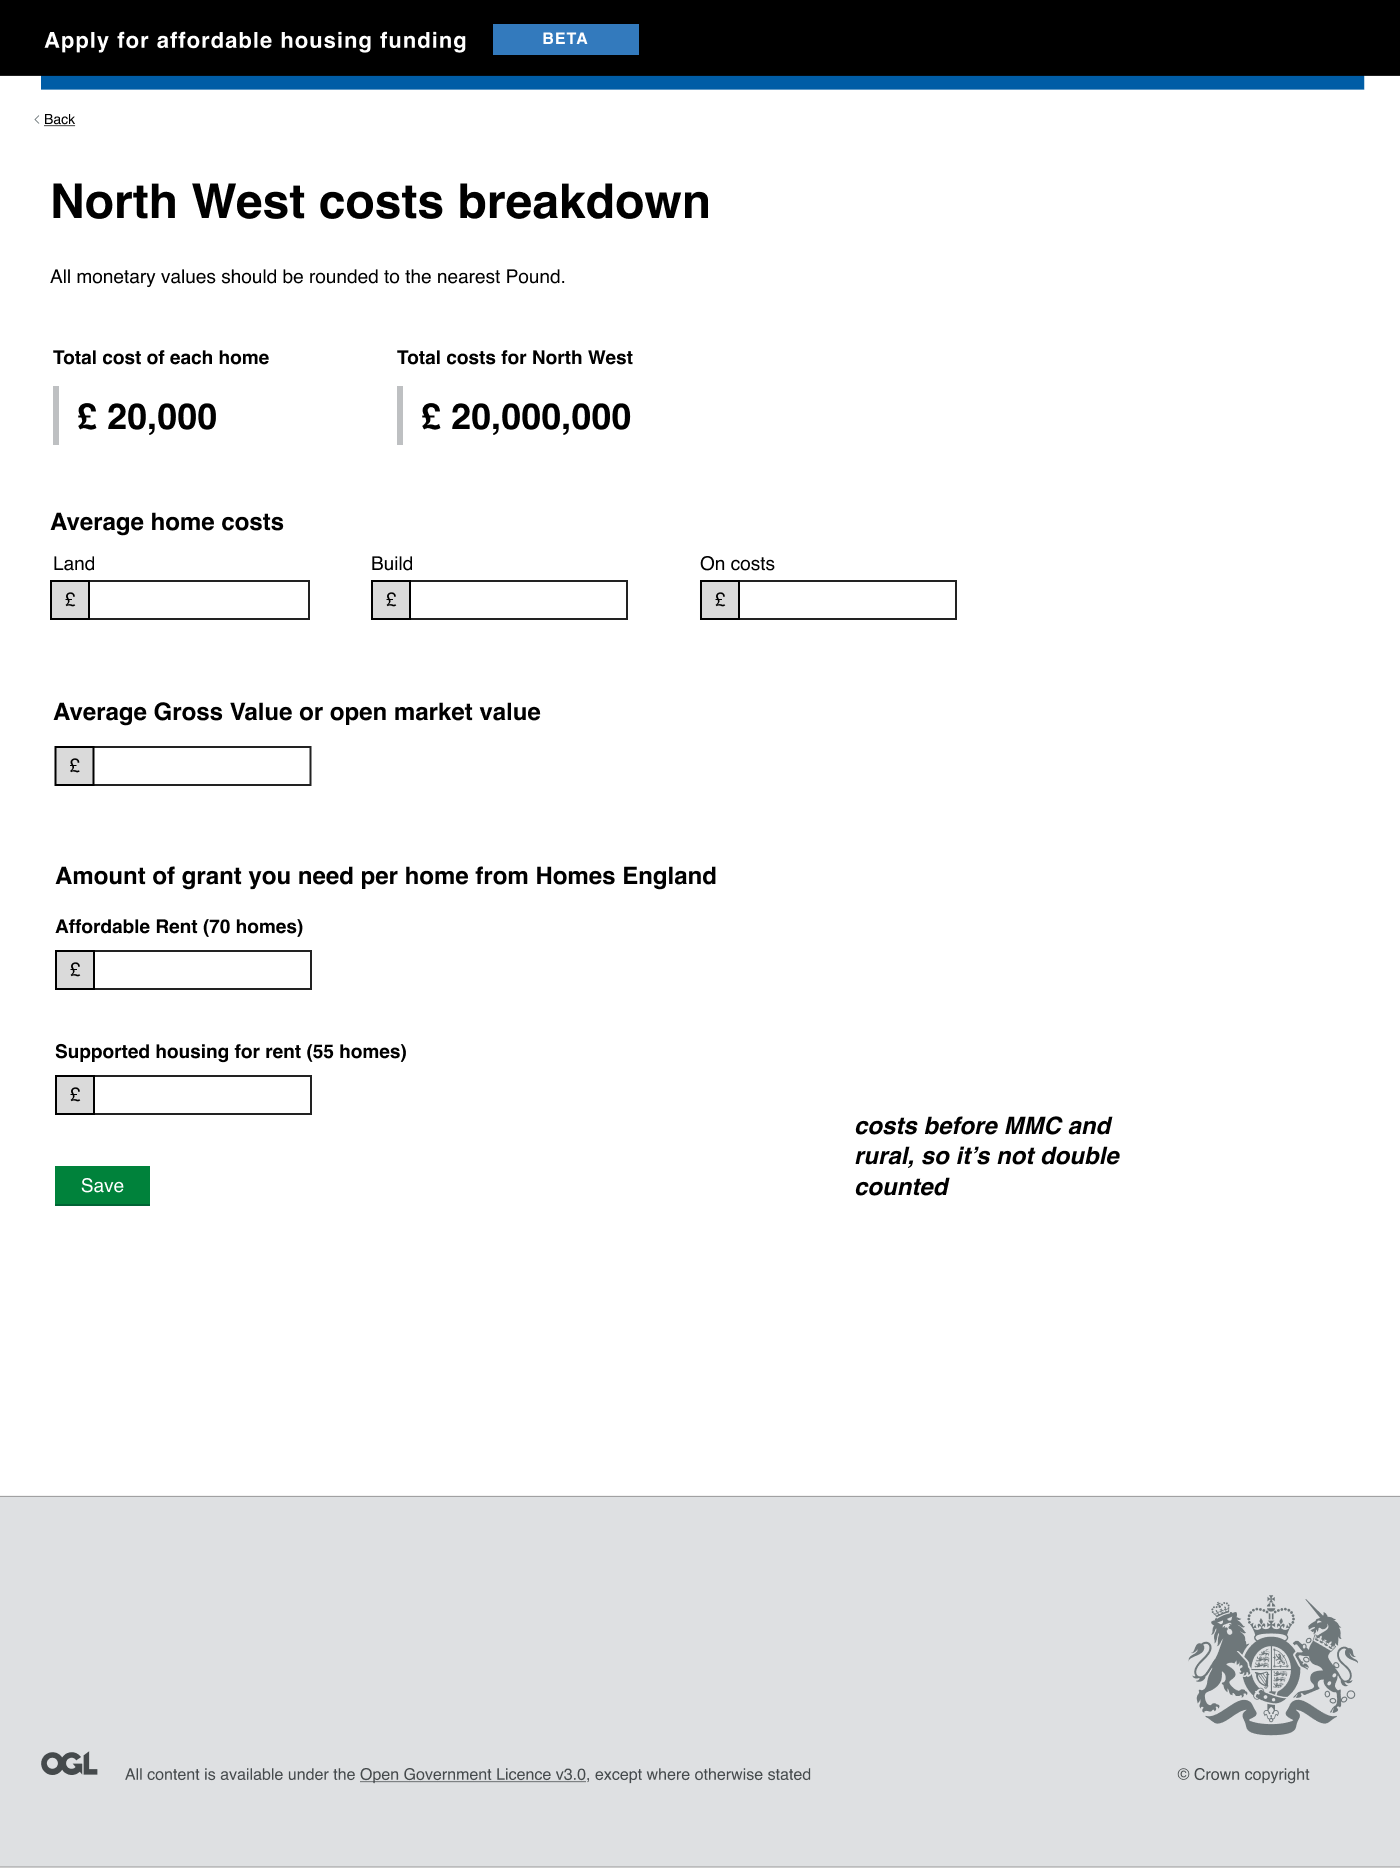 Apply for affordable housing funding BETA
Back
North West costs breakdown
All monetary values should be rounded to the nearest Pound.
Total cost of each home Total costs for North West
£ 20,000 £ 20,000,000
Average home costs
Land Build On costs
£ £ £
Average Gross Value or open market value
£
Amount of grant you need per home from Homes England
Affordable Rent (70 homes)
£
Supported housing for rent (55 homes)
£
costs before MMC and
rural, so it’s not double
counted
Save
OGL All content is available under the Open Government Licence v3.0, except where otherwise stated © Crown copyright